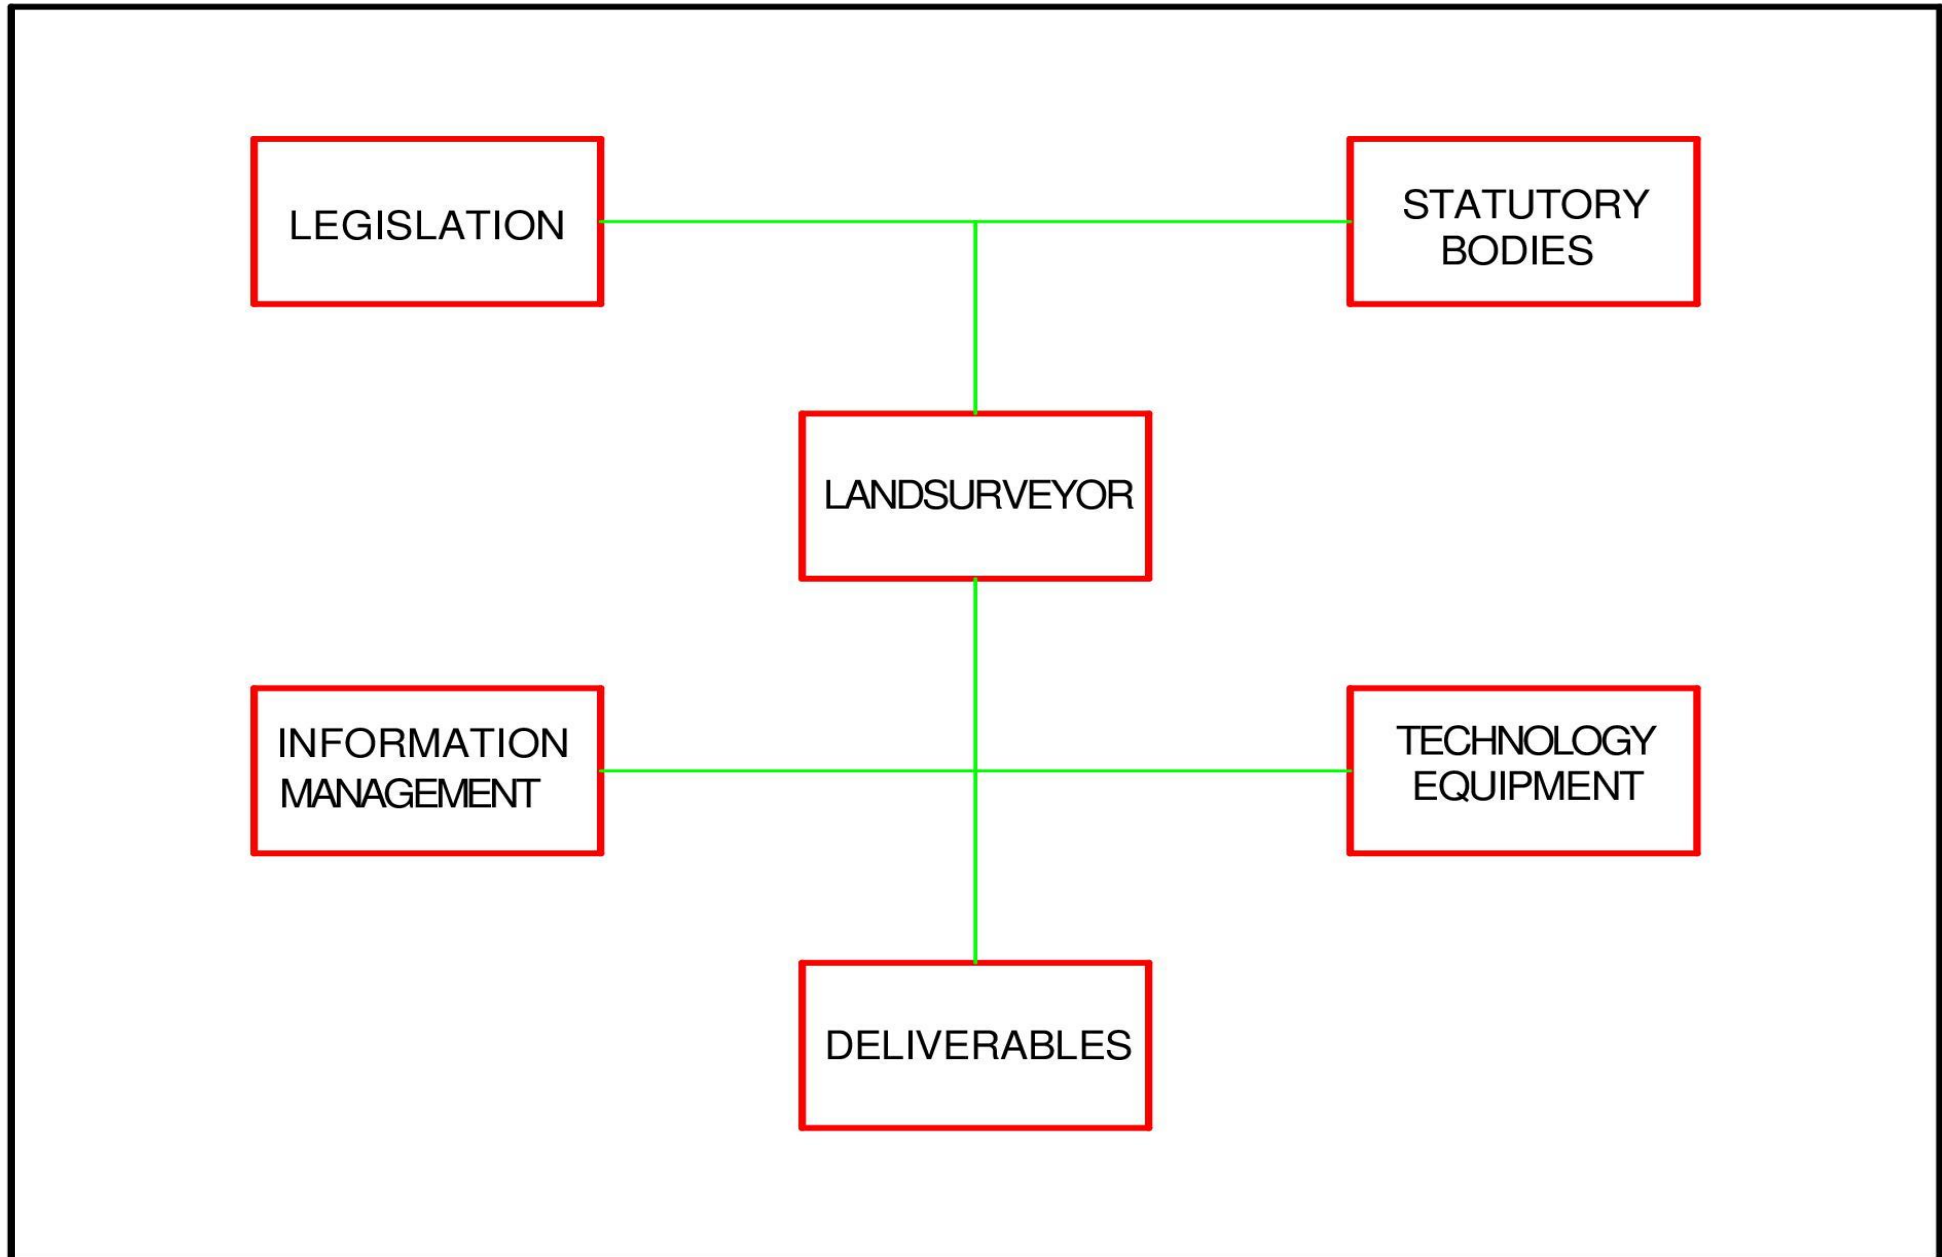 LEGISLATION
STATUTORY
BODIES
LANDSURVEYOR
INFORMATION
MANAGEMENT
TECHNOLOGY
EQUIPMENT
DELIVERABLES